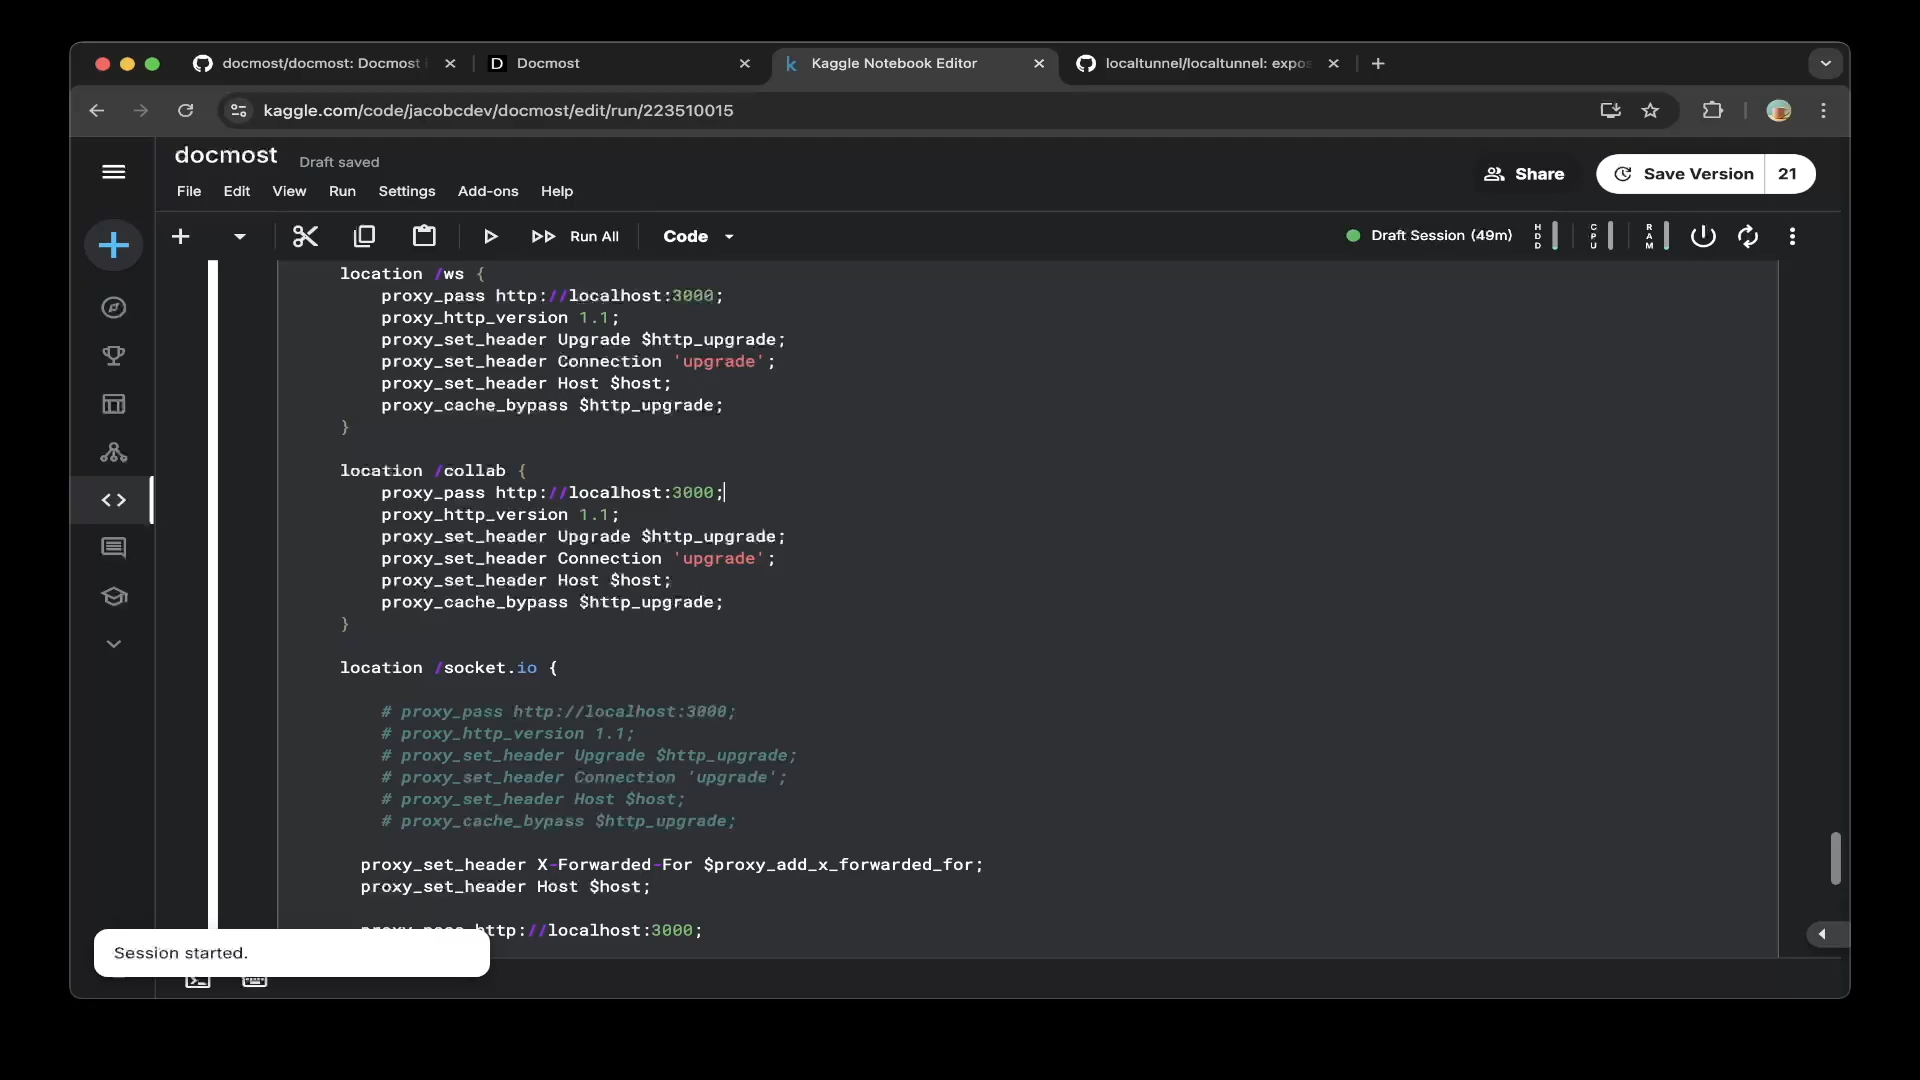 docmost/docmost: Docmost
Docmost
Kaggle Notebook Editor
localtunnel/localtunnel: expos
kaggle.com/code/jacobcdev/docmost/edit/run/223510015
docmost
Draft saved
File Edit View Run Settings Add-ons Help
Share
Save Version 21
Run All
Code
Draft Session (49m)
HDD
CPU
RAM
location /ws {
proxy_pass http://localhost:3000;
proxy_http_version 1.1;
proxy_set_header Upgrade $http_upgrade;
proxy_set_header Connection 'upgrade';
proxy_set_header Host $host;
proxy_cache_bypass $http_upgrade;
}
location /collab {
proxy_pass http://localhost:3000;
proxy_http_version 1.1;
proxy_set_header Upgrade $http_upgrade;
proxy_set_header Connection 'upgrade';
proxy_set_header Host $host;
proxy_cache_bypass $http_upgrade;
}
location /socket.io {
# proxy_pass http://localhost:3000;
# proxy_http_version 1.1;
# proxy_set_header Upgrade $http_upgrade;
# proxy_set_header Connection 'upgrade';
# proxy_set_header Host $host;
# proxy_cache_bypass $http_upgrade;
proxy_set_header X-Forwarded-For $proxy_add_x_forwarded_for;
proxy_set_header Host $host;
proxy_pass http://localhost:3000;
Session started.